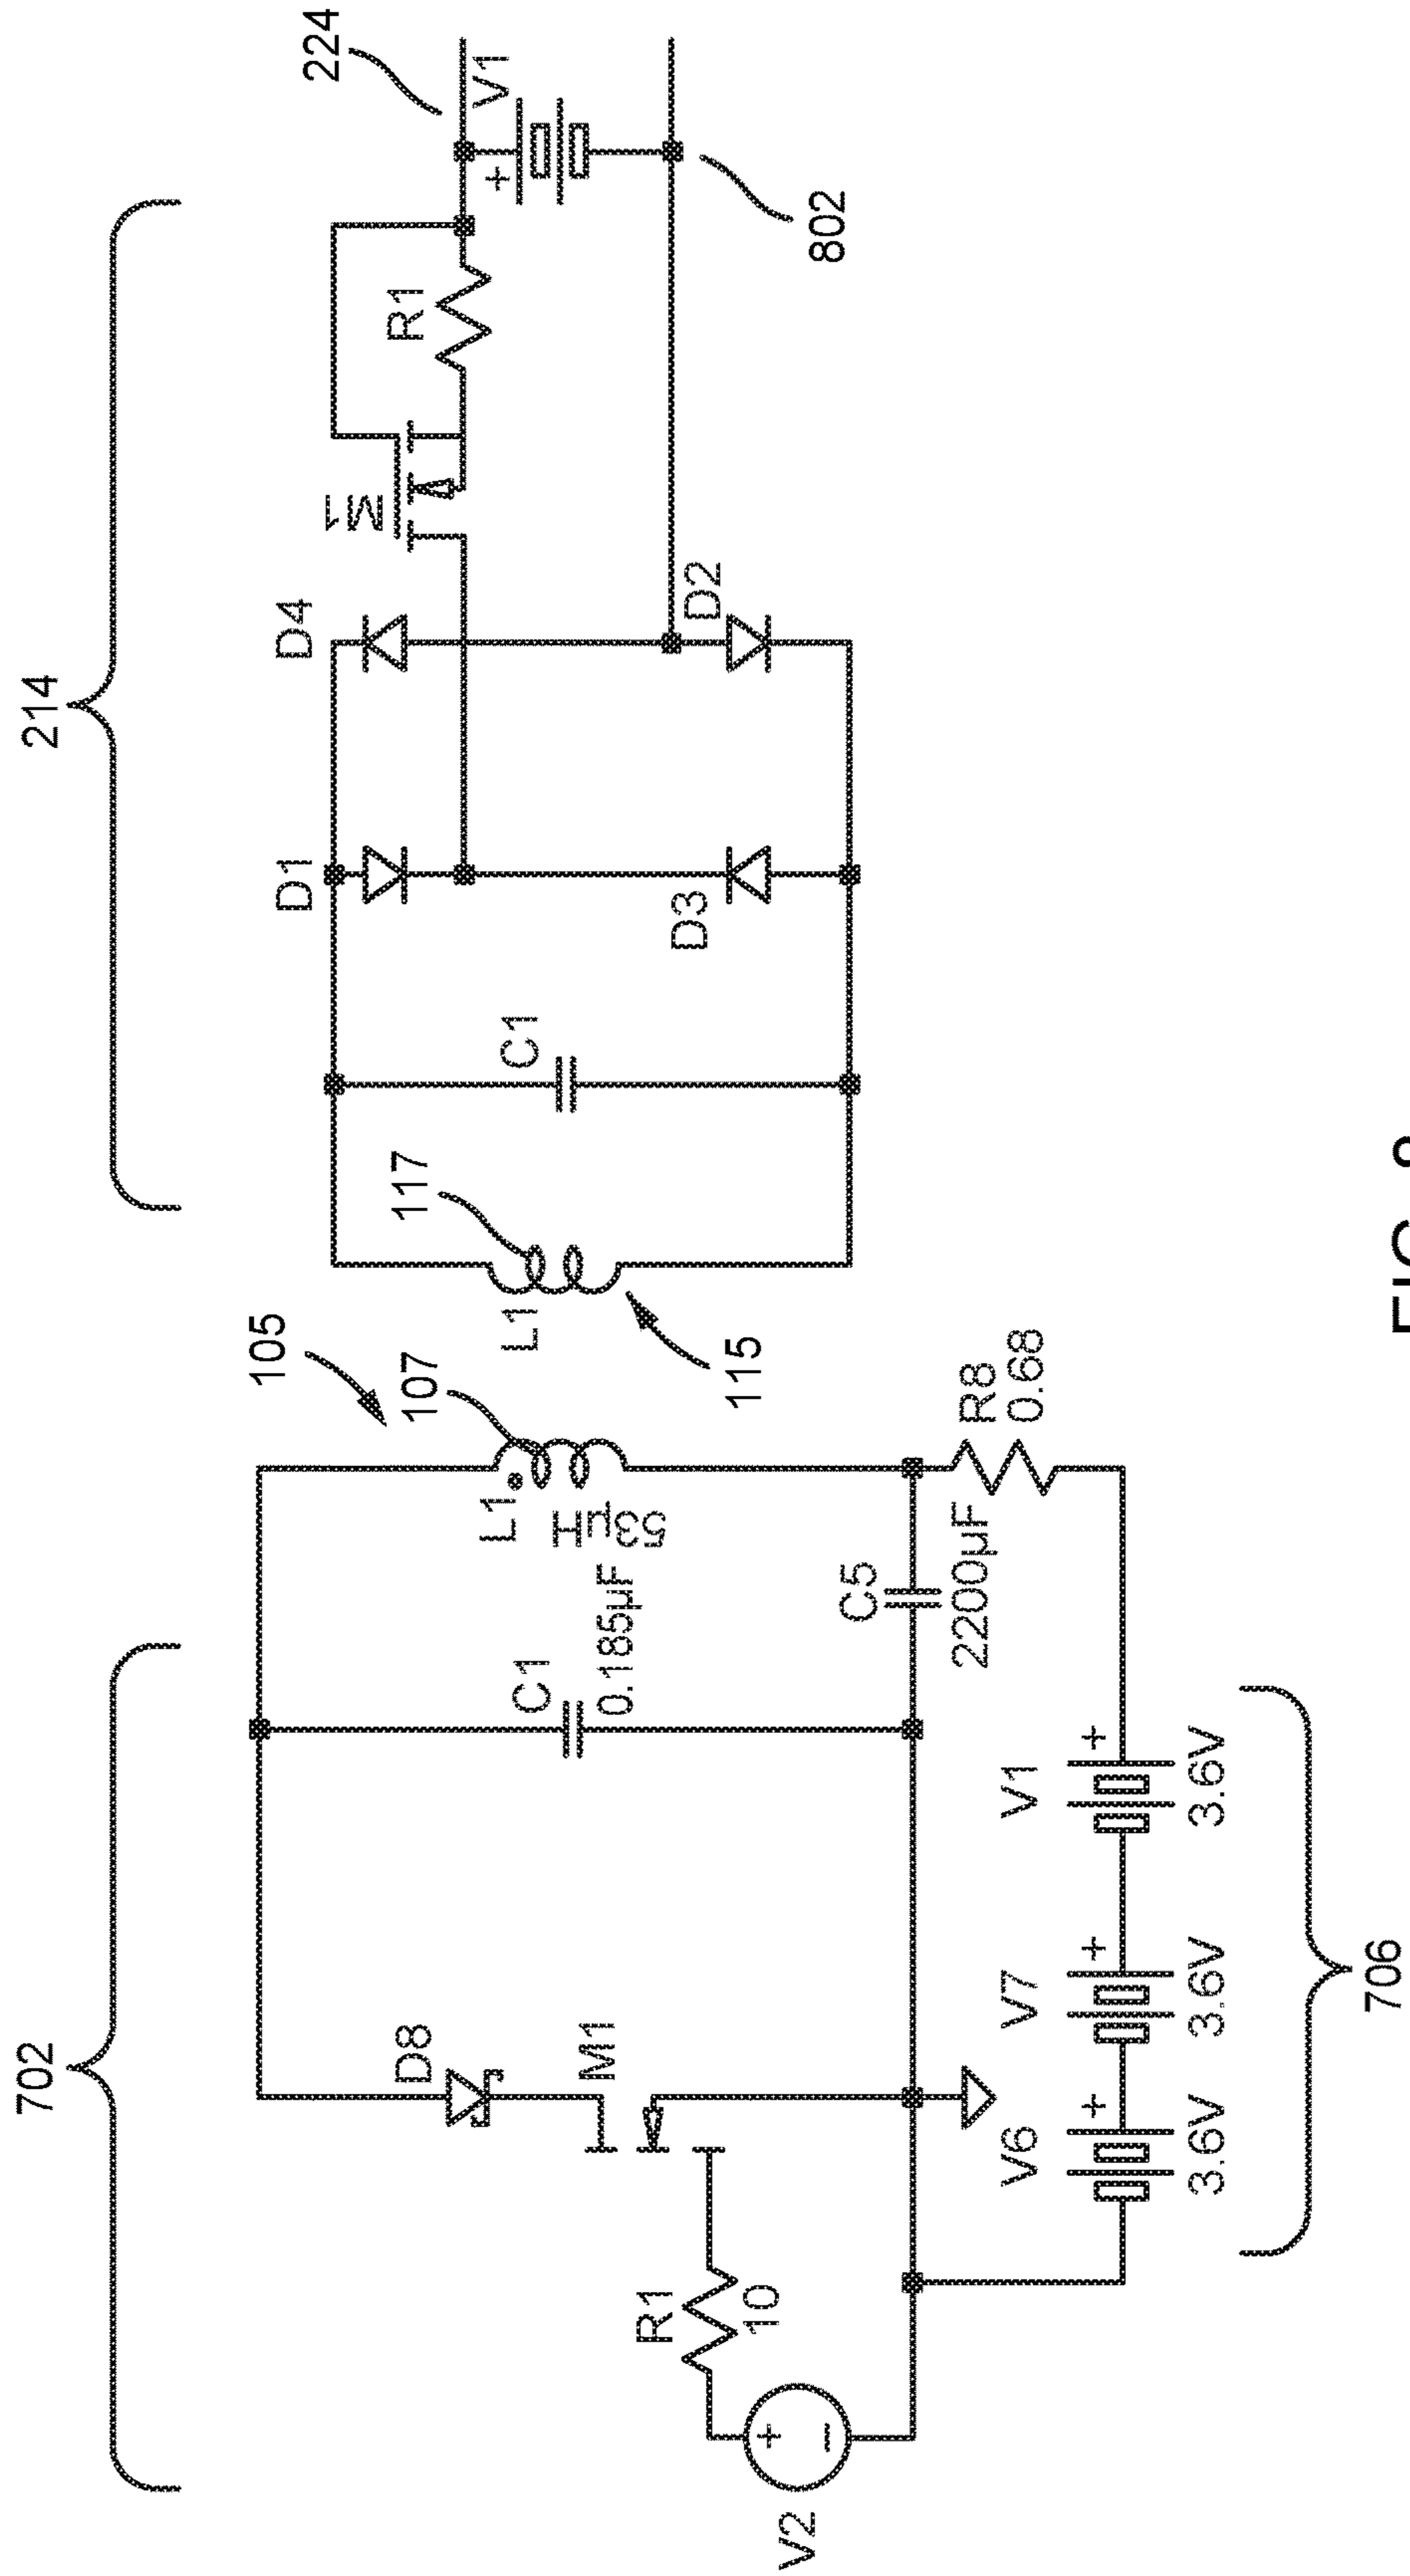 702
214
105
107
117
115
224
802
706
D8
M1
R1
10
V2
+
−
C1
0.185µF
L1
53µH
C5
2200µF
R8
0.68
V6
+
3.6V
V7
+
3.6V
V1
+
3.6V
L1
C1
D1
D4
D3
D2
M1
R1
V1
+